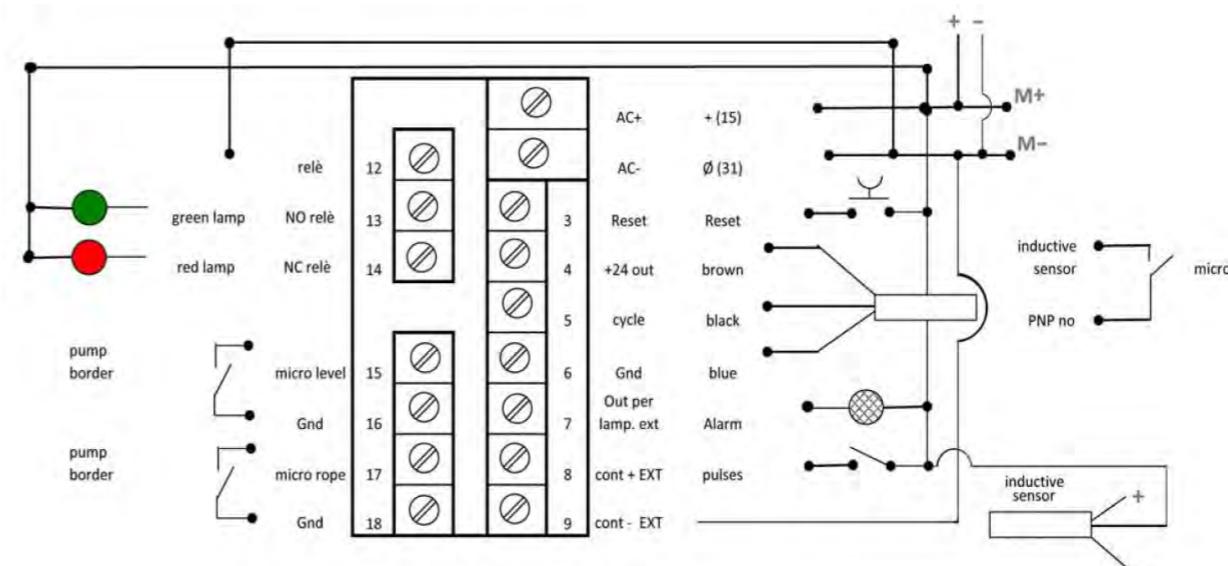 + -
M+
AC+ + (15)
M-
relè 12 AC- Ø (31)
green lamp NO relè 13 3 Reset Reset
red lamp NC relè 14 4 +24 out brown
inductive
sensor
micro
5 cycle black
PNP no
pump
border
micro level 15 6 Gnd blue
Gnd 16 7 Out per
lamp. ext
Alarm
pump
border
micro rope 17 8 cont + EXT pulses
inductive
sensor
+
Gnd 18 9 cont - EXT